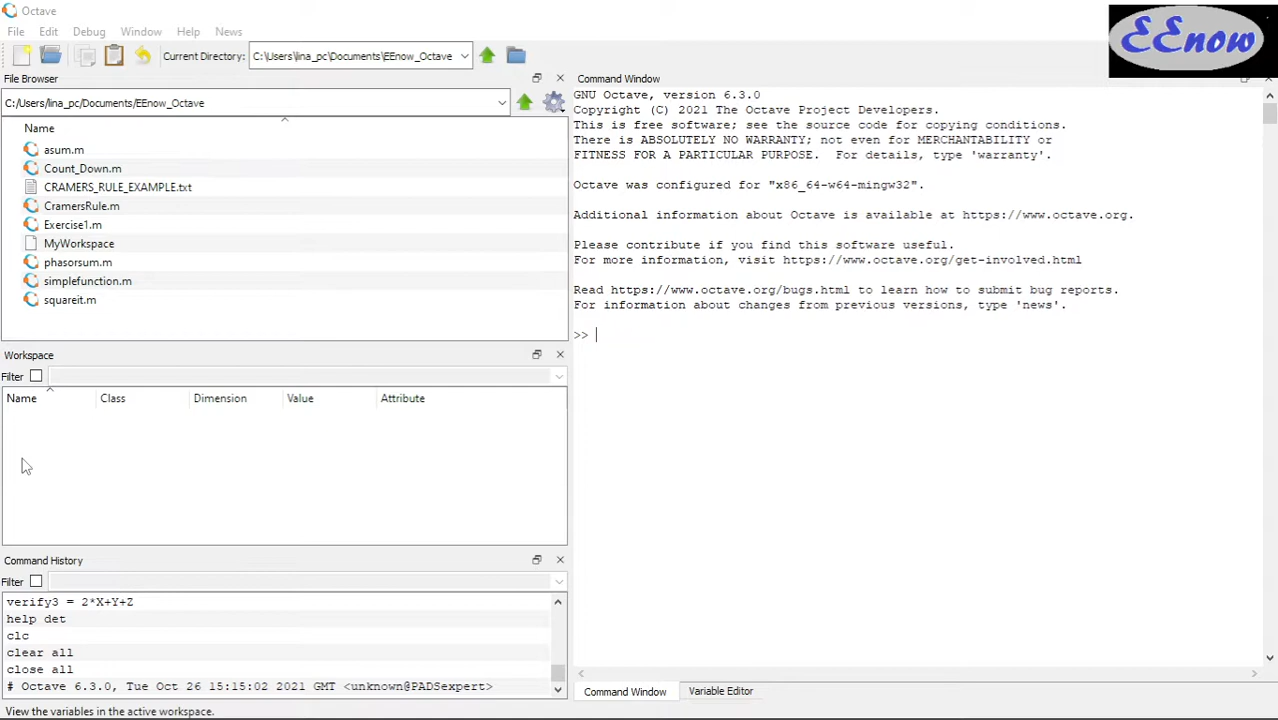 Octave
EEnow
File Edit Debug Window Help News
Current Directory: C:\Users\lina_pc\Documents\EEnow_Octave
File Browser
C:/Users/lina_pc/Documents/EEnow_Octave
Name
asum.m
Count_Down.m
CRAMERS_RULE_EXAMPLE.txt
CramersRule.m
Exercise1.m
MyWorkspace
phasorsum.m
simplefunction.m
squareit.m
Workspace
Filter
Name Class Dimension Value Attribute
Command History
Filter
verify3 = 2*X+Y+Z
help det
clc
clear all
close all
# Octave 6.3.0, Tue Oct 26 15:15:02 2021 GMT <unknown@PADSexpert>
View the variables in the active workspace.
Command Window
GNU Octave, version 6.3.0
Copyright (C) 2021 The Octave Project Developers.
This is free software; see the source code for copying conditions.
There is ABSOLUTELY NO WARRANTY; not even for MERCHANTABILITY or
FITNESS FOR A PARTICULAR PURPOSE.  For details, type 'warranty'.
Octave was configured for "x86_64-w64-mingw32".
Additional information about Octave is available at https://www.octave.org.
Please contribute if you find this software useful.
For more information, visit https://www.octave.org/get-involved.html
Read https://www.octave.org/bugs.html to learn how to submit bug reports.
For information about changes from previous versions, type 'news'.
>>
Command Window Variable Editor